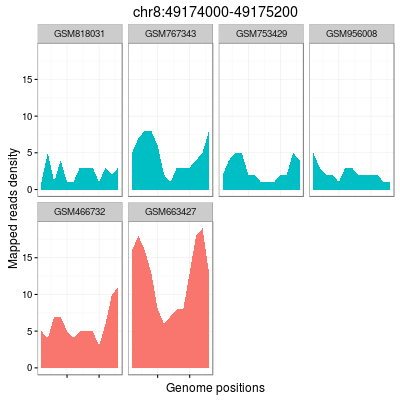 chr8:49174000-49175200
GSM818031 GSM767343 GSM753429 GSM956008
15
10
5
0
GSM466732 GSM663427
15
10
5
0
Mapped reads density
Genome positions